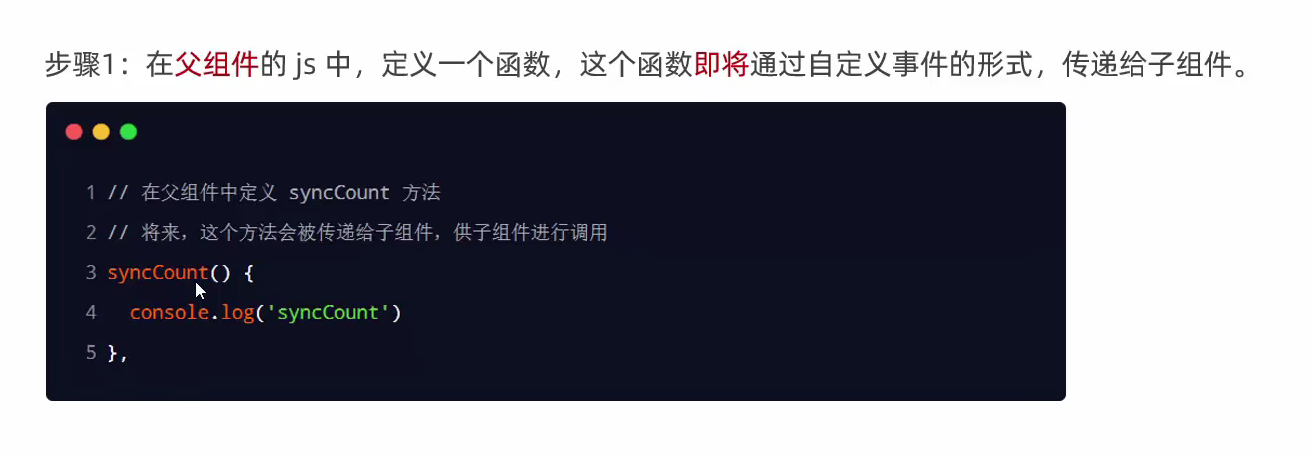 步骤1：在父组件的 js 中，定义一个函数，这个函数即将通过自定义事件的形式，传递给子组件。
1 // 在父组件中定义 syncCount 方法
2 // 将来，这个方法会被传递给子组件，供子组件进行调用
3 syncCount() {
4   console.log('syncCount')
5 },